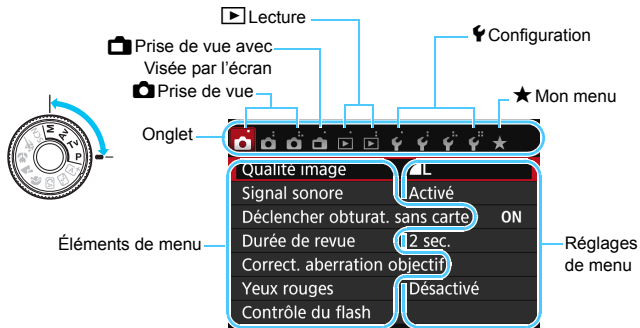 Lecture
Prise de vue avec
Visée par l'écran
Configuration
Prise de vue
Mon menu
Onglet
Qualité image L
Signal sonore Activé
Déclencher obturat. sans carte ON
Éléments de menu
Durée de revue 2 sec.
Réglages
de menu
Correct. aberration objectif
Yeux rouges Désactivé
Contrôle du flash
M
Av
Tv
P